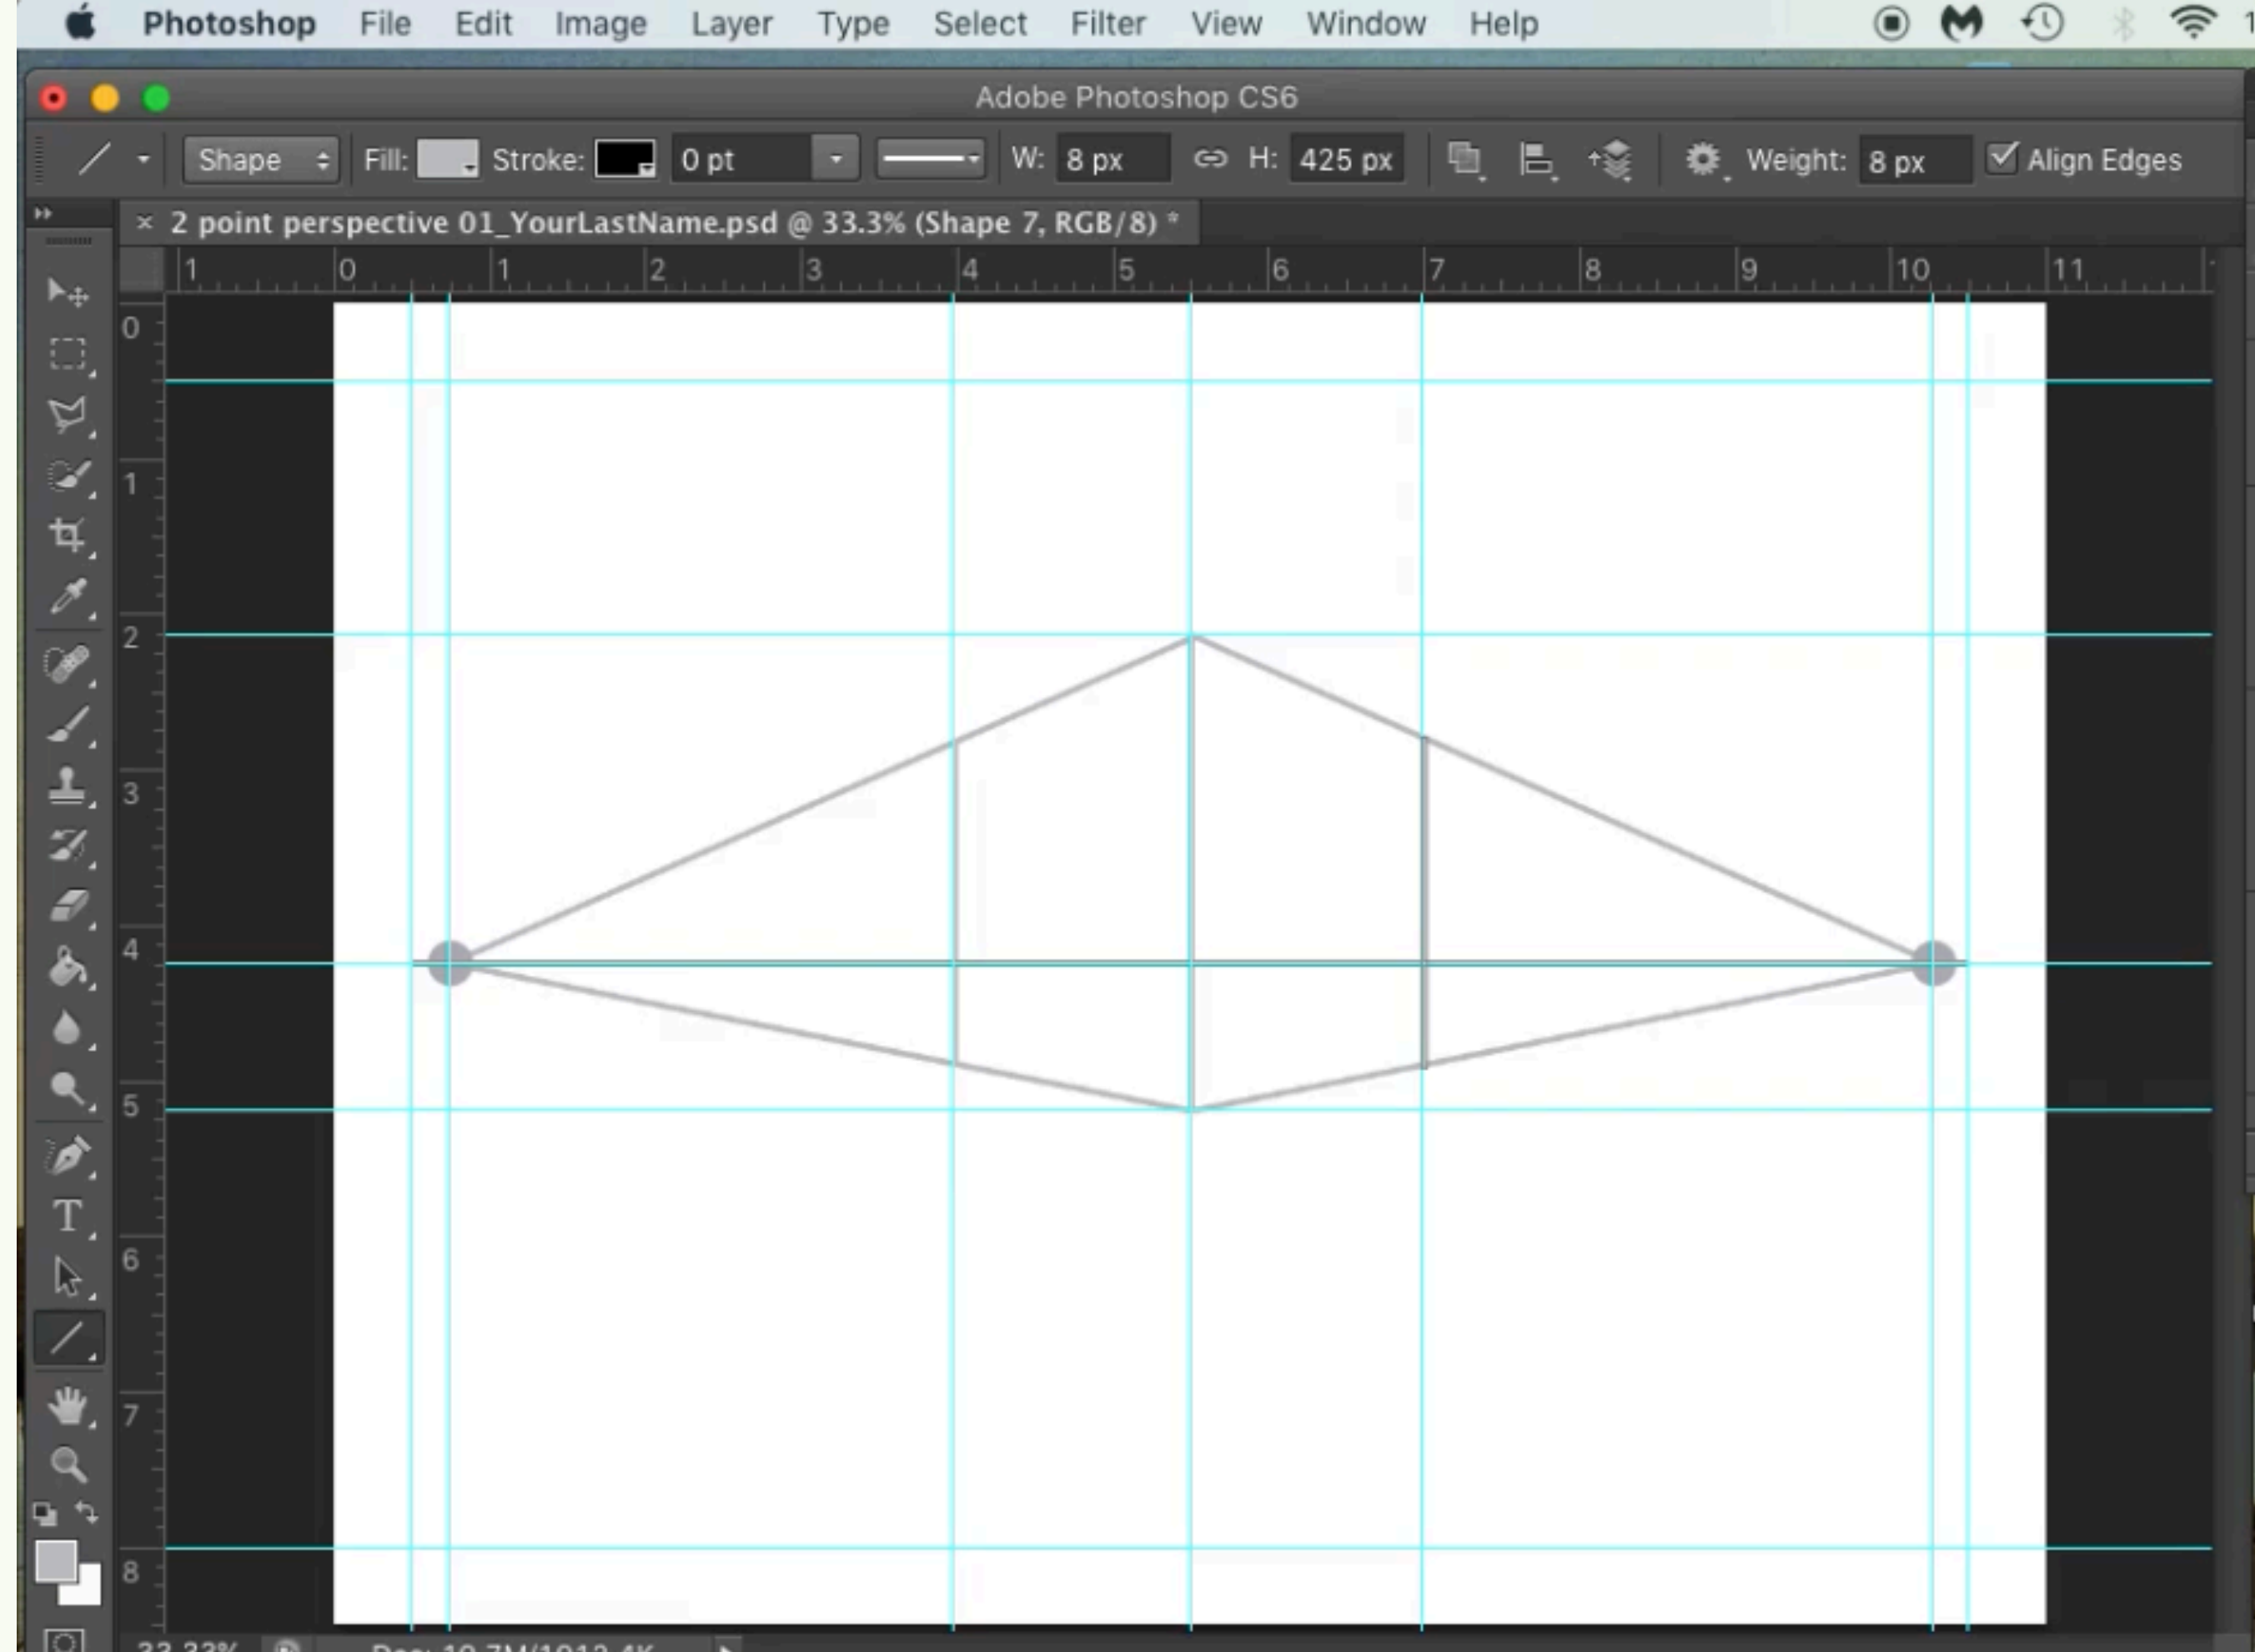 Photoshop File Edit Image Layer Type Select Filter View Window Help
Adobe Photoshop CS6
Shape Fill: Stroke: 0 pt W: 8 px H: 425 px Weight: 8 px Align Edges
× 2 point perspective 01_YourLastName.psd @ 33.3% (Shape 7, RGB/8) *
1 0 1 2 3 4 5 6 7 8 9 10 11
0
1
2
3
4
5
6
7
8
33.33%